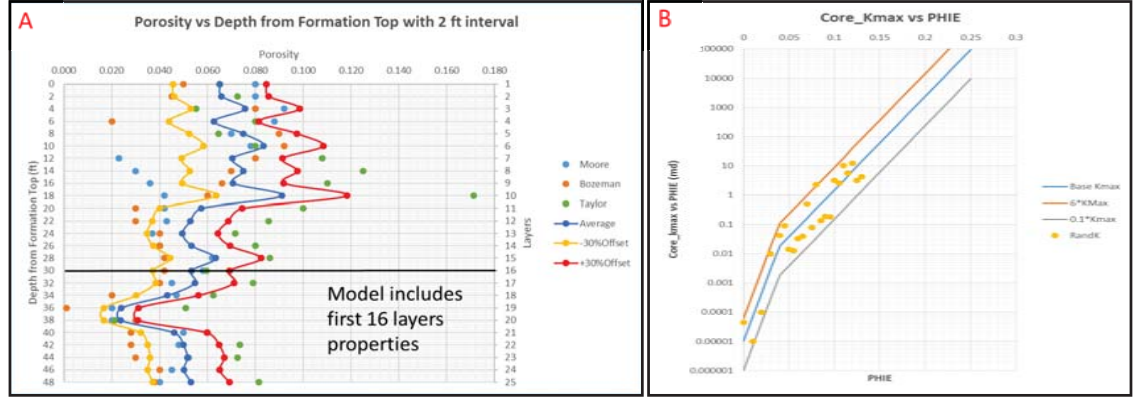 A
Porosity vs Depth from Formation Top with 2 ft interval
Porosity
0.000 0.020 0.040 0.060 0.080 0.100 0.120 0.140 0.160 0.180
Depth from Formation Top (ft)
0
2
4
6
8
10
12
14
16
18
20
22
24
26
28
30
32
34
36
38
40
42
44
46
48
1
2
3
4
5
6
7
8
9
10
11
12
13
14
15
16
17
18
19
20
21
22
23
24
25
Layers
Moore
Bozeman
Taylor
Average
-30%Offset
+30%Offset
Model includes
first 16 layers
properties
B
Core_Kmax vs PHIE
0 0.05 0.1 0.15 0.2 0.25 0.3
Core_kmax vs PHIE (md)
100000
10000
1000
100
10
1
0.1
0.01
0.001
0.0001
0.00001
0.000001
PHIE
Base Kmax
6*KMax
0.1*Kmax
RandK